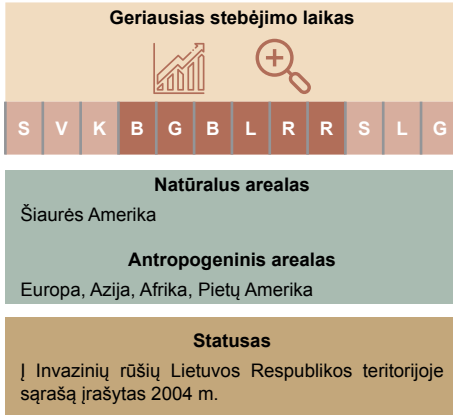 Geriausias stebėjimo laikas
S V K B G B L R R S L G
Natūralus arealas
Šiaurės Amerika
Antropogeninis arealas
Europa, Azija, Afrika, Pietų Amerika
Statusas
Į Invazinių rūšių Lietuvos Respublikos teritorijoje
sąrašą įrašytas 2004 m.